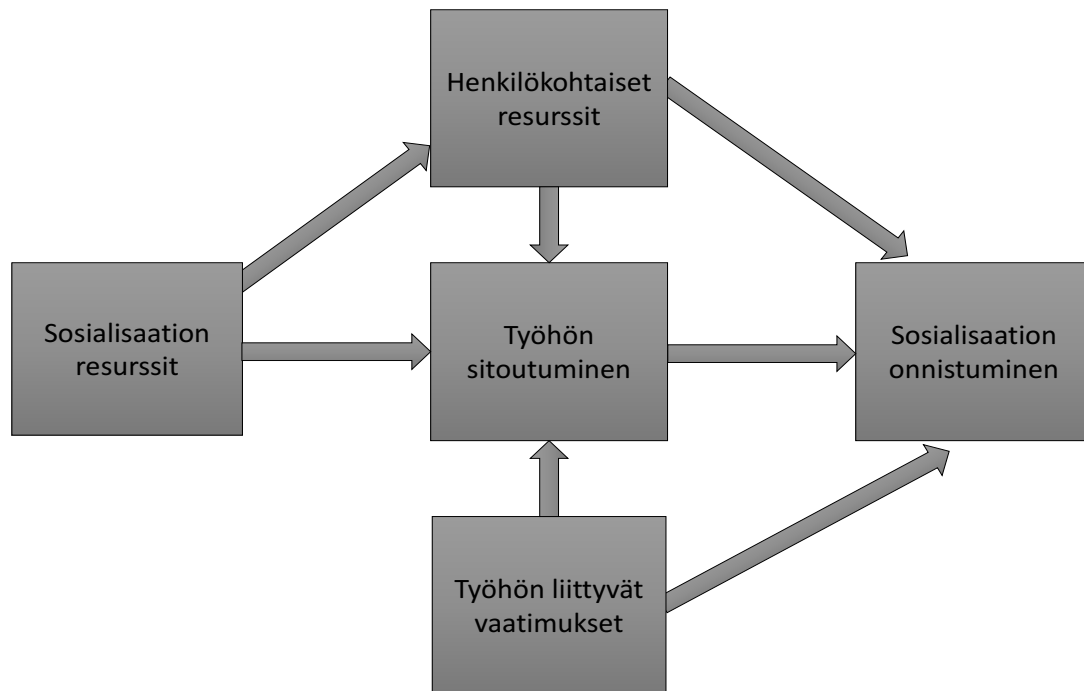 Henkilökohtaiset
resurssit
Sosialisaation
resurssit
Työhön
sitoutuminen
Sosialisaation
onnistuminen
Työhön liittyvät
vaatimukset